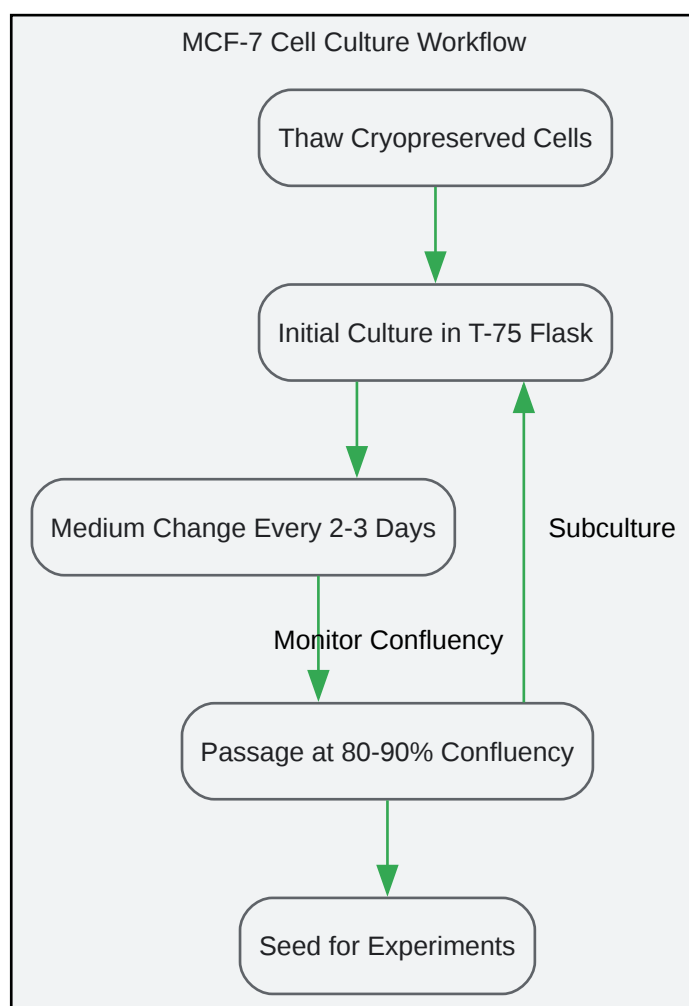 MCF-7 Cell Culture Workflow
Thaw Cryopreserved Cells
Initial Culture in T-75 Flask
Medium Change Every 2-3 Days
Subculture
Monitor Confluency
Passage at 80-90% Confluency
Seed for Experiments